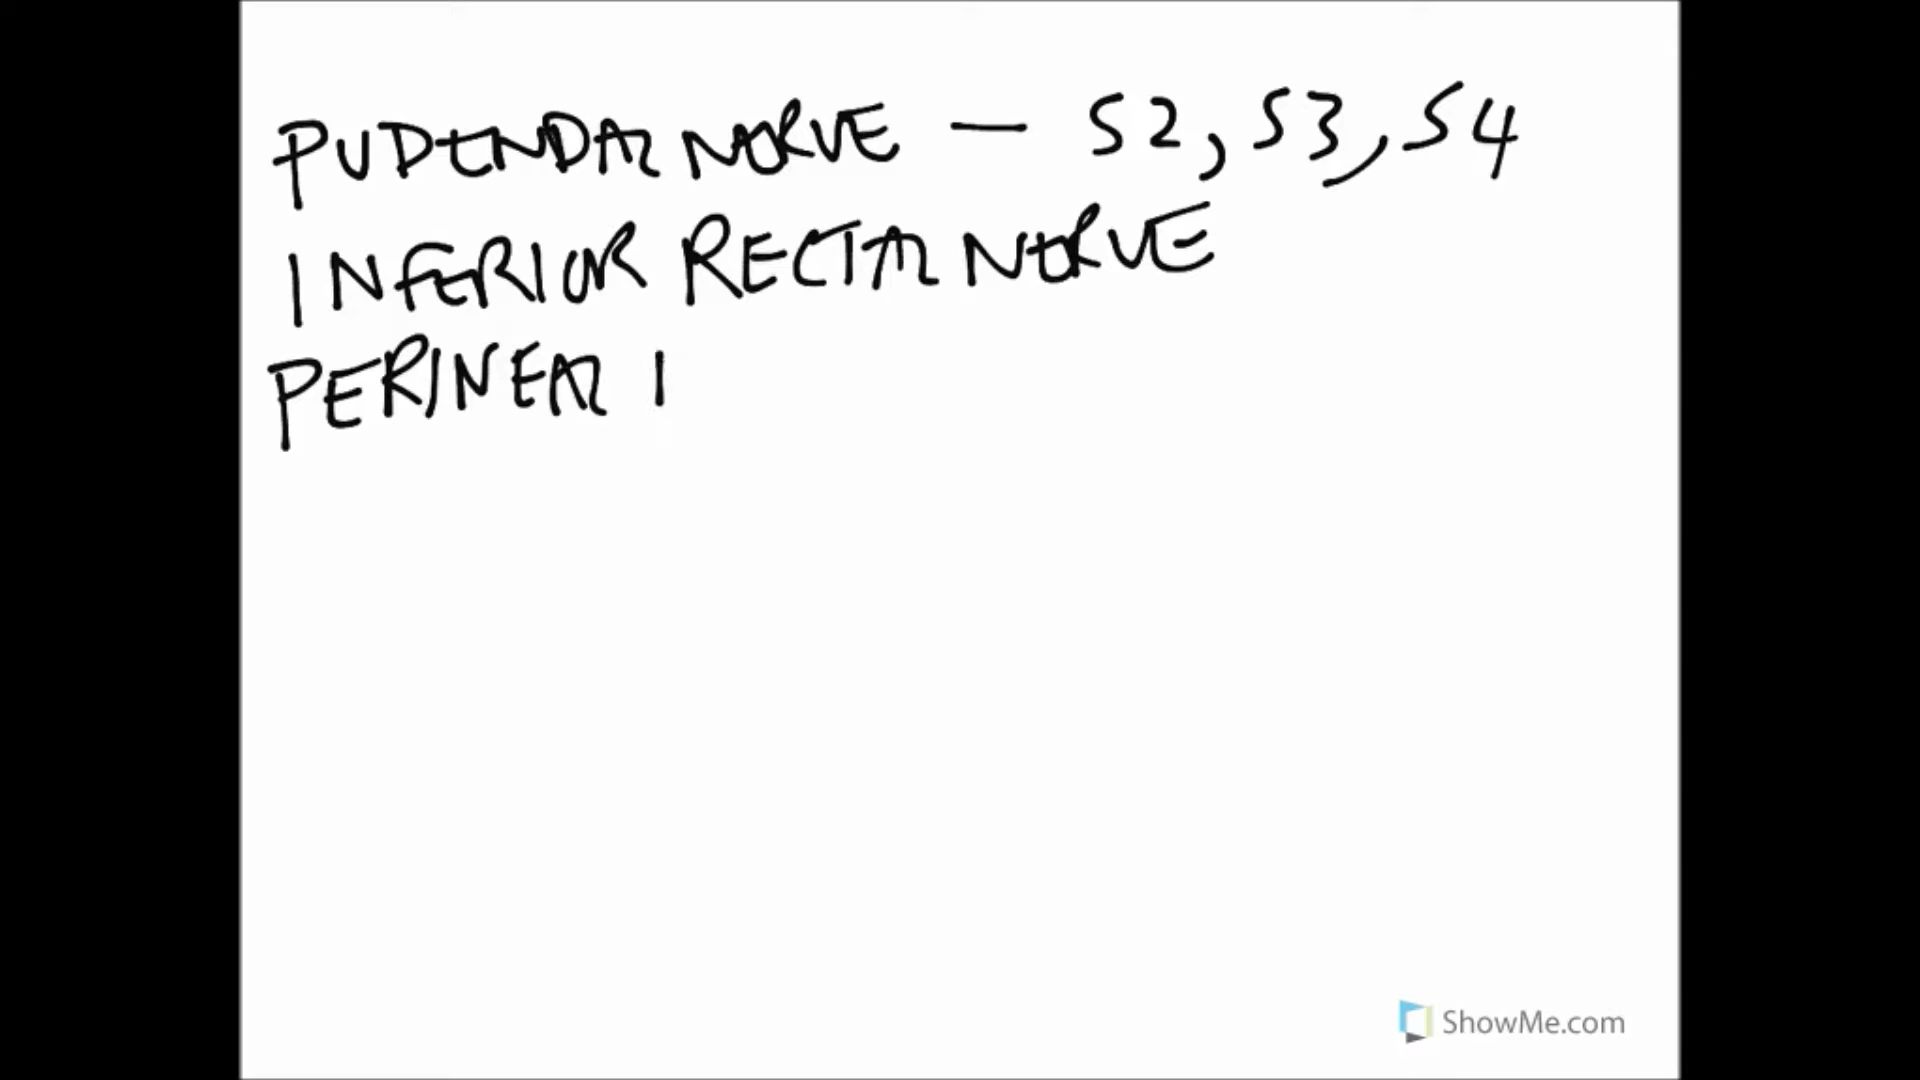 PUDENDAL NERVE — S2, S3, S4
INFERIOR RECTAL NERVE
PERINEAL I
ShowMe.com